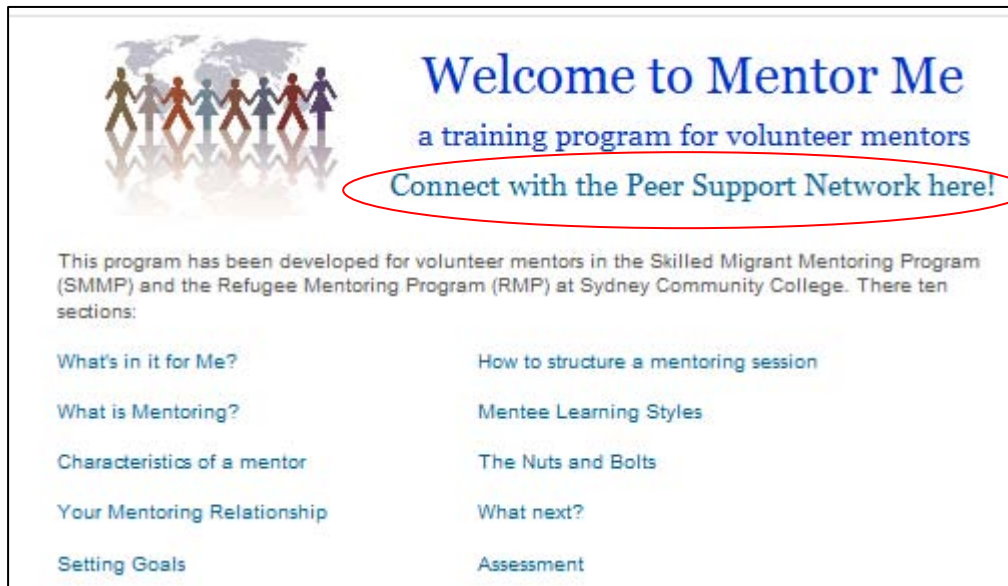 Welcome to Mentor Me
a training program for volunteer mentors
Connect with the Peer Support Network here!
This program has been developed for volunteer mentors in the Skilled Migrant Mentoring Program
(SMMP) and the Refugee Mentoring Program (RMP) at Sydney Community College. There ten
sections:
What's in it for Me?
How to structure a mentoring session
What is Mentoring?
Mentee Learning Styles
Characteristics of a mentor
The Nuts and Bolts
Your Mentoring Relationship
What next?
Setting Goals
Assessment